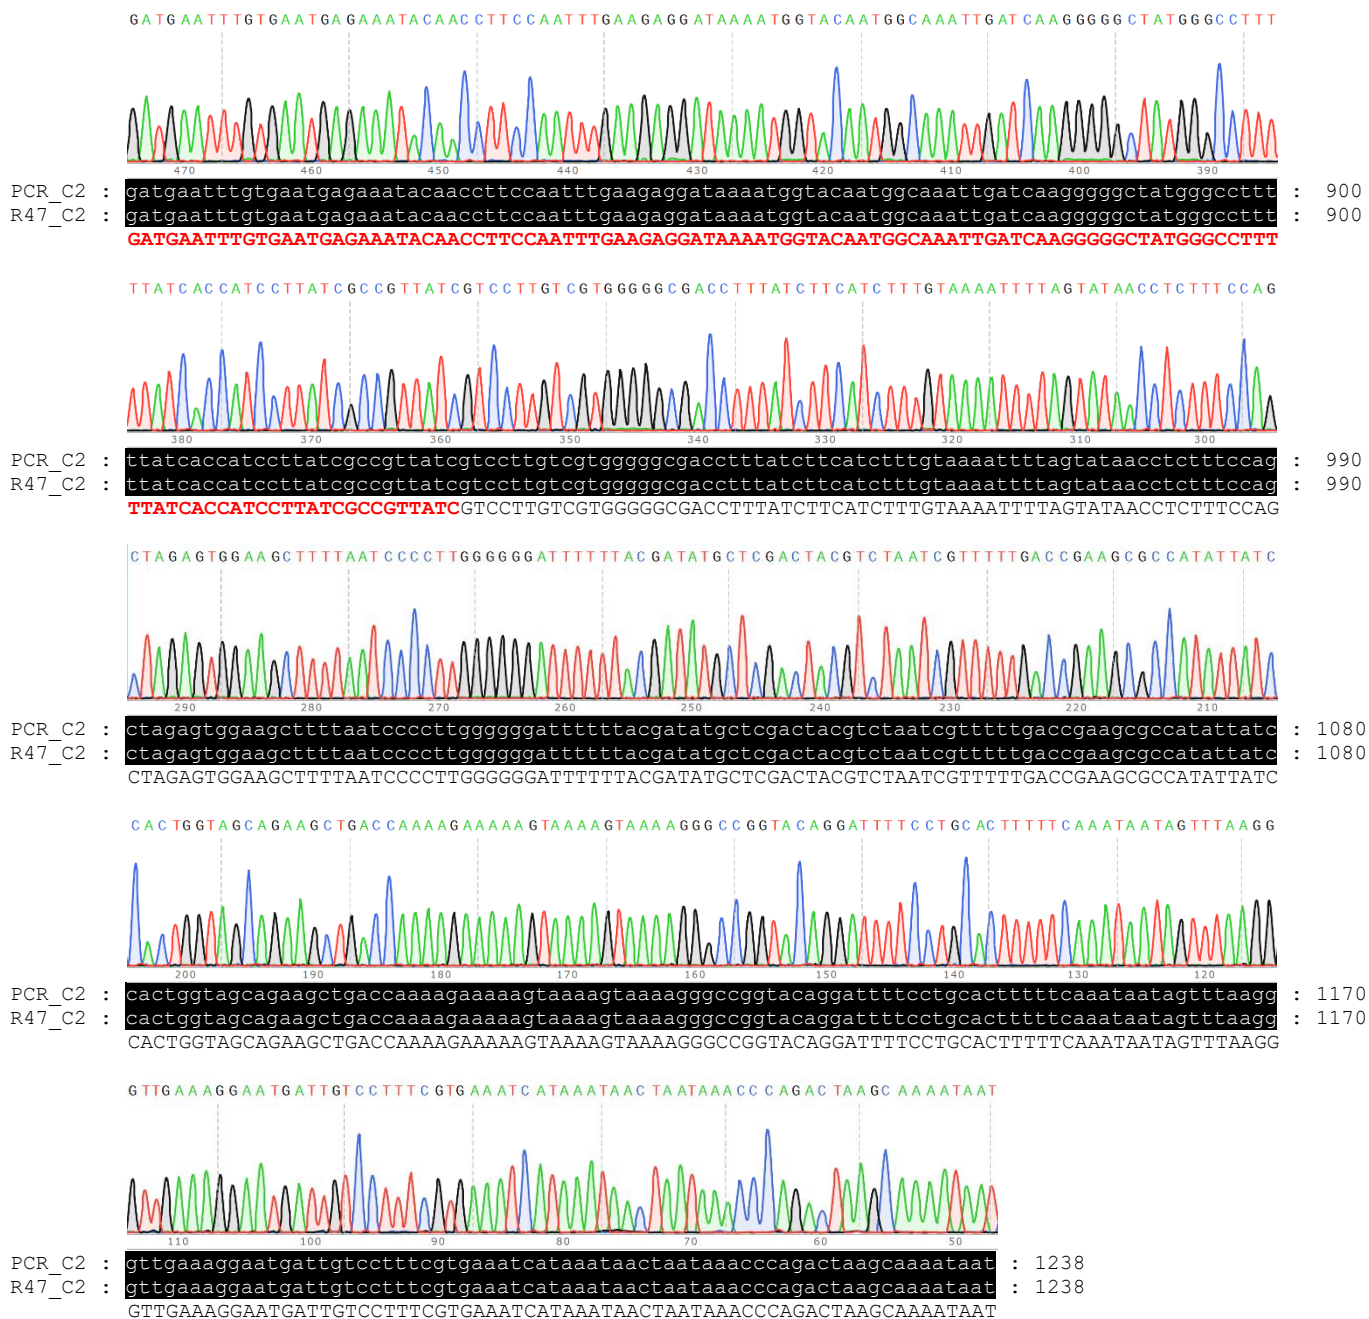 GATGAATTTGTGAATGAGAAATACAACCTTCCAATTTGAAGAGGATAAAATGGTACAATGGCAAATTGATCAAGGGGGCTATGGGCCTTT
470 460 450 440 430 420 410 400 390
PCR_C2 : gatgaatttgtgaatgagaaatacaaccttccaatttgaagaggataaaatggtacaatggcaaattgatcaagggggctatgggccttt : 900
R47_C2 : gatgaatttgtgaatgagaaatacaaccttccaatttgaagaggataaaatggtacaatggcaaattgatcaagggggctatgggccttt : 900
GATGAATTTGTGAATGAGAAATACAACCTTCCAATTTGAAGAGGATAAAATGGTACAATGGCAAATTGATCAAGGGGGCTATGGGCCTTT
TTATCACCATCCTTATCGCCGTTATCGTCCTTGTCGTGGGGGCGACCTTTATCTTCATCTTTGTAAAATTTTAGTATAACCTCTTTCCAG
380 370 360 350 340 330 320 310 300
PCR_C2 : ttatcaccatccttatcgccgttatcgtccttgtcgtgggggcgacctttatcttcatctttgtaaaattttagtataacctctttccag : 990
R47_C2 : ttatcaccatccttatcgccgttatcgtccttgtcgtgggggcgacctttatcttcatctttgtaaaattttagtataacctctttccag : 990
TTATCACCATCCTTATCGCCGTTATCGTCCTTGTCGTGGGGGCGACCTTTATCTTCATCTTTGTAAAATTTTAGTATAACCTCTTTCCAG
CTAGAGTGGAAGCTTTTAATCCCCTTGGGGGGATTTTTTACGATATGCTCGACTACGTCTAATCGTTTTTGACCGAAGCGCCATATTATC
290 280 270 260 250 240 230 220 210
PCR_C2 : ctagagtggaagcttttaatccccttggggggattttttacgatatgctcgactacgtctaatcgtttttgaccgaagcgccatattatc : 1080
R47_C2 : ctagagtggaagcttttaatccccttggggggattttttacgatatgctcgactacgtctaatcgtttttgaccgaagcgccatattatc : 1080
CTAGAGTGGAAGCTTTTAATCCCCTTGGGGGGATTTTTTACGATATGCTCGACTACGTCTAATCGTTTTTGACCGAAGCGCCATATTATC
CACTGGTAGCAGAAGCTGACCAAAAGAAAAAGTAAAAGTAAAAGGGCCGGTACAGGATTTTCCTGCACTTTTTCAAATAATAGTTTAAGG
200 190 180 170 160 150 140 130 120
PCR_C2 : cactggtagcagaagctgaccaaaagaaaaagtaaaagtaaaagggccggtacaggattttcctgcactttttcaaataatagtttaagg : 1170
R47_C2 : cactggtagcagaagctgaccaaaagaaaaagtaaaagtaaaagggccggtacaggattttcctgcactttttcaaataatagtttaagg : 1170
CACTGGTAGCAGAAGCTGACCAAAAGAAAAAGTAAAAGTAAAAGGGCCGGTACAGGATTTTCCTGCACTTTTTCAAATAATAGTTTAAGG
GTTGAAAGGAATGATTGTCCTTTCGTGAAATCATAAATAACTAATAAACCCAGACTAAGCAAAATAAT
110 100 90 80 70 60 50
PCR_C2 : gttgaaaggaatgattgtcctttcgtgaaatcataaataactaataaacccagactaagcaaaataat : 1238
R47_C2 : gttgaaaggaatgattgtcctttcgtgaaatcataaataactaataaacccagactaagcaaaataat : 1238
GTTGAAAGGAATGATTGTCCTTTCGTGAAATCATAAATAACTAATAAACCCAGACTAAGCAAAATAAT